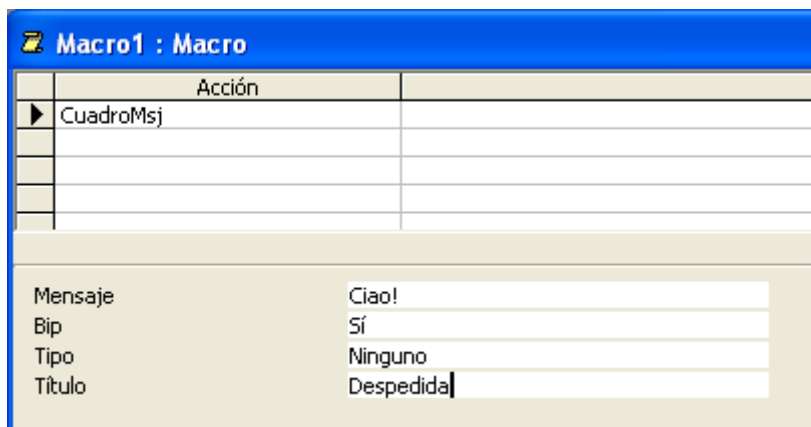 Macro1 : Macro
Acción
CuadroMsj
Mensaje Ciao!
Bip Sí
Tipo Ninguno
Título Despedida